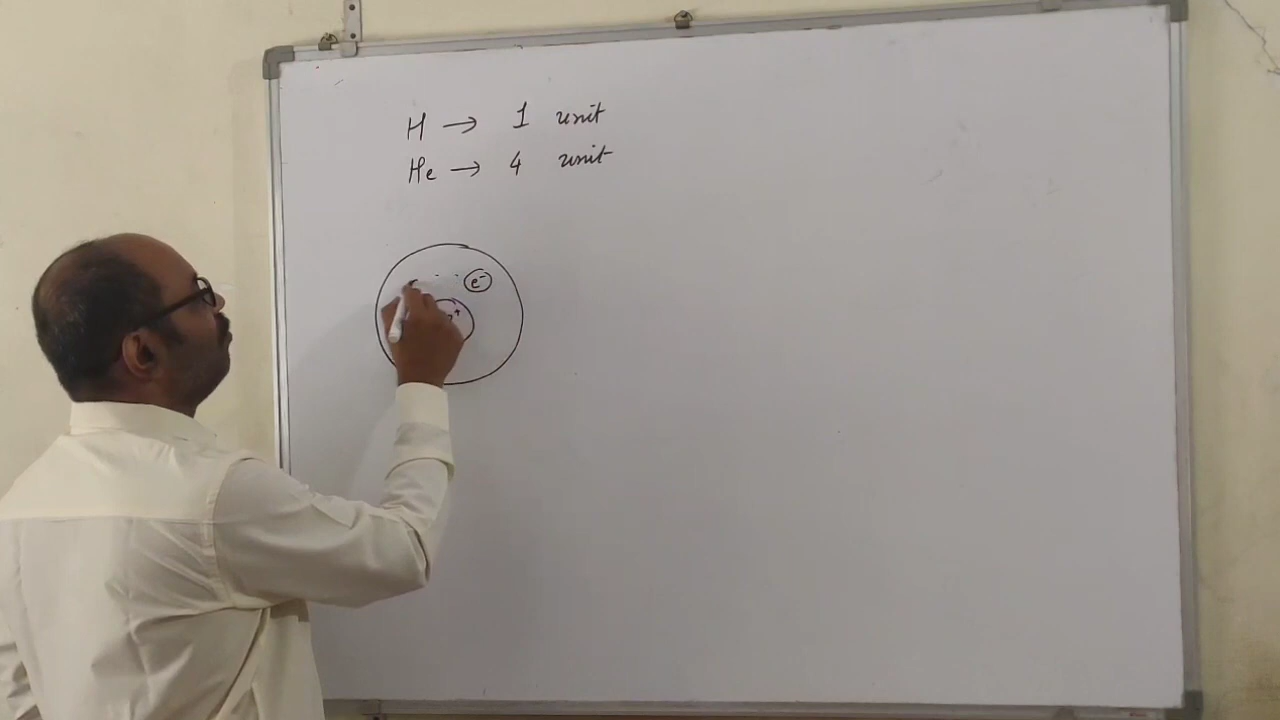 H → 1 unit
He → 4 unit
e⁻